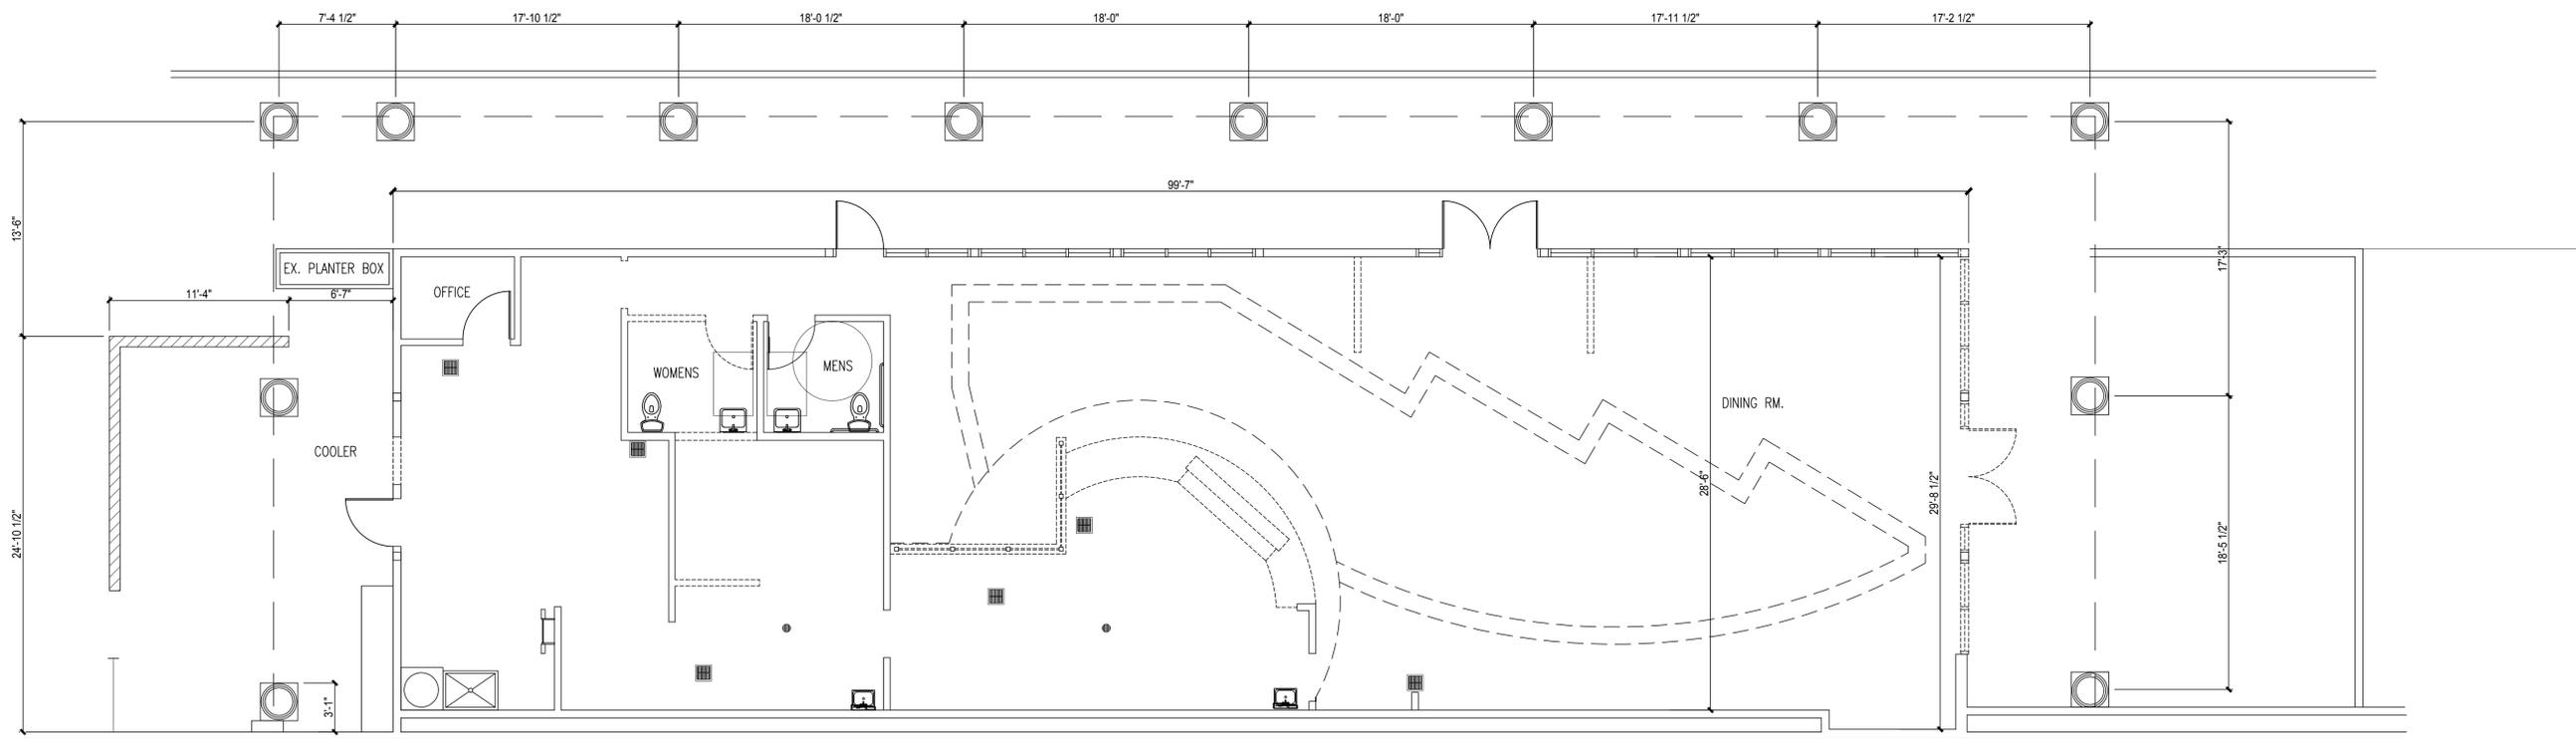 7'-4 1/2"
17'-10 1/2"
18'-0 1/2"
18'-0"
18'-0"
17'-11 1/2"
17'-2 1/2"
99'-7"
13'-6"
17'-3"
EX. PLANTER BOX
OFFICE
11'-4"
6'-7"
WOMENS
MENS
DINING RM.
COOLER
28'-6"
29'-8 1/2"
24'-10 1/2"
18'-5 1/2"
3'-1"